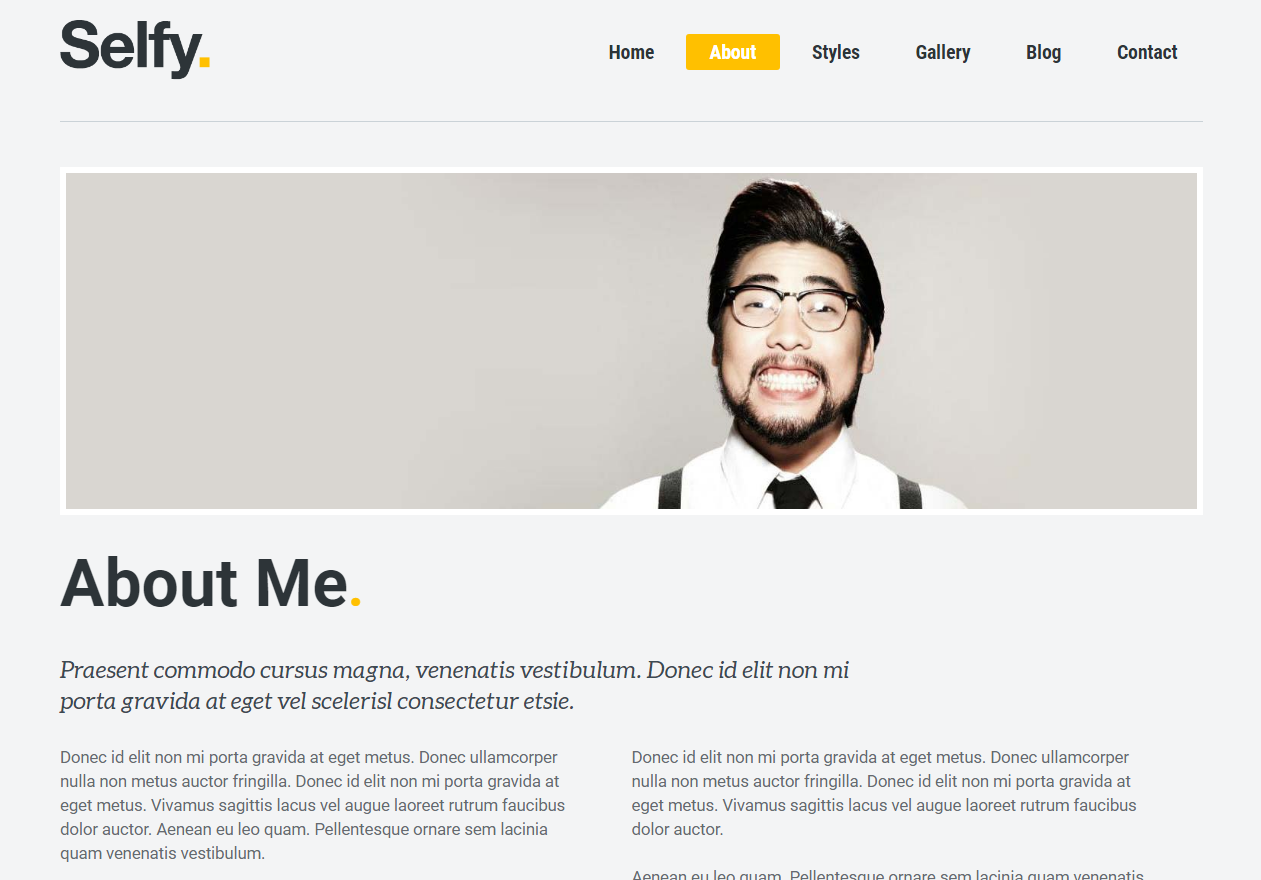 Selfy.
Home About Styles Gallery Blog Contact
About Me.
Praesent commodo cursus magna, venenatis vestibulum. Donec id elit non mi
porta gravida at eget vel scelerisl consectetur etsie.
Donec id elit non mi porta gravida at eget metus. Donec ullamcorper
nulla non metus auctor fringilla. Donec id elit non mi porta gravida at
eget metus. Vivamus sagittis lacus vel augue laoreet rutrum faucibus
dolor auctor. Aenean eu leo quam. Pellentesque ornare sem lacinia
quam venenatis vestibulum.
Donec id elit non mi porta gravida at eget metus. Donec ullamcorper
nulla non metus auctor fringilla. Donec id elit non mi porta gravida at
eget metus. Vivamus sagittis lacus vel augue laoreet rutrum faucibus
dolor auctor.
Aenean eu leo quam. Pellentesque ornare sem lacinia quam venenatis